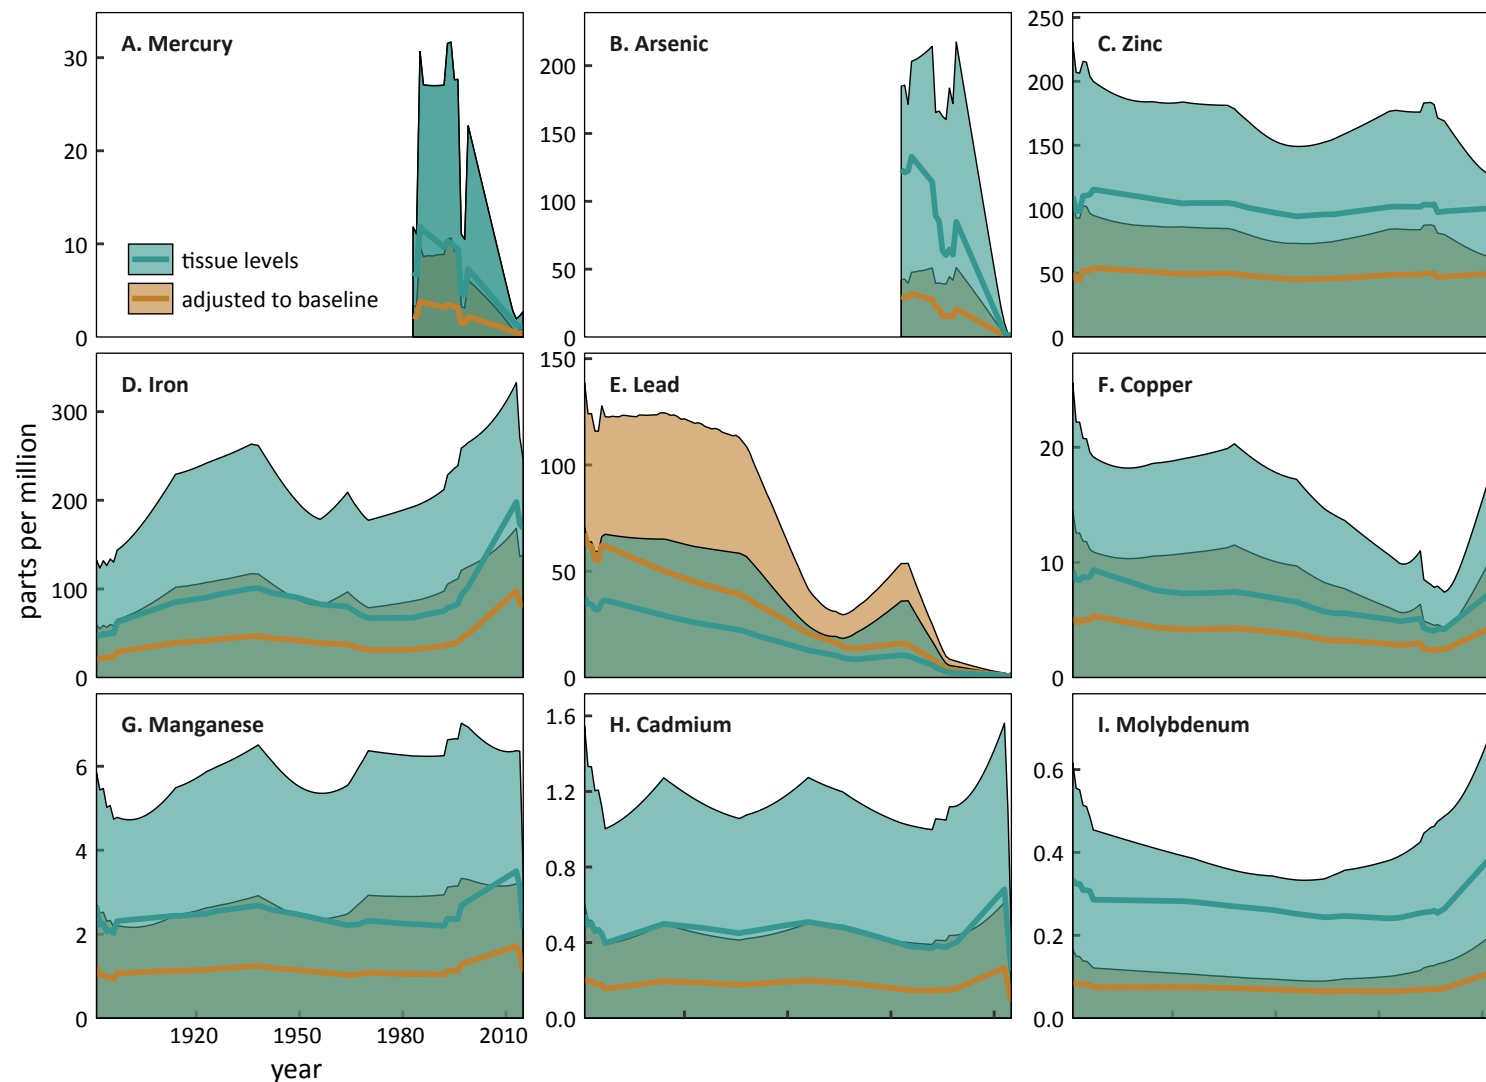 A. Mercury
30
20
10
0
tissue levels
adjusted to baseline
B. Arsenic
200
150
100
50
0
C. Zinc
250
200
150
100
50
0
parts per million
D. Iron
300
200
100
0
E. Lead
150
100
50
0
F. Copper
20
10
0
G. Manganese
6
4
2
0
1920 1950 1980 2010
year
H. Cadmium
1.6
1.2
0.8
0.4
0.0
I. Molybdenum
0.6
0.4
0.2
0.0